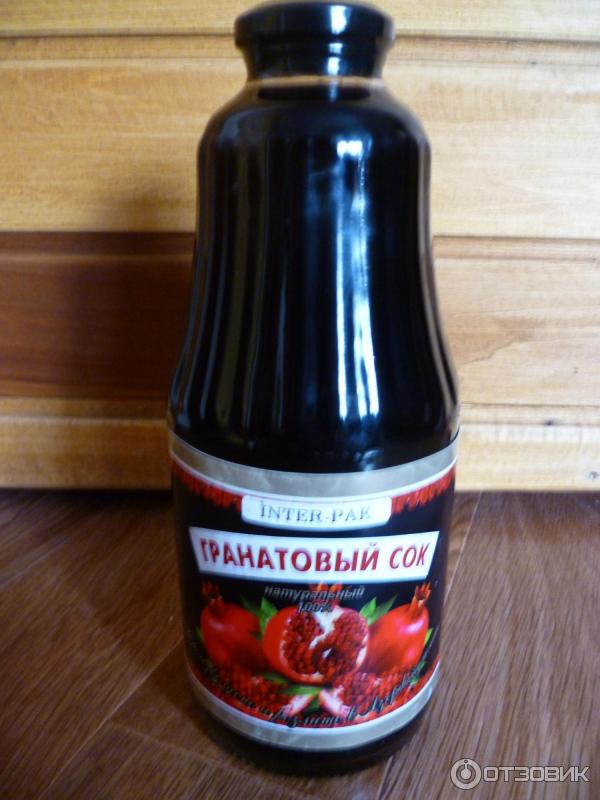 İNTER-PAK
ГРАНАТОВЫЙ СОК
натуральный
100%
ОТЗОВИК